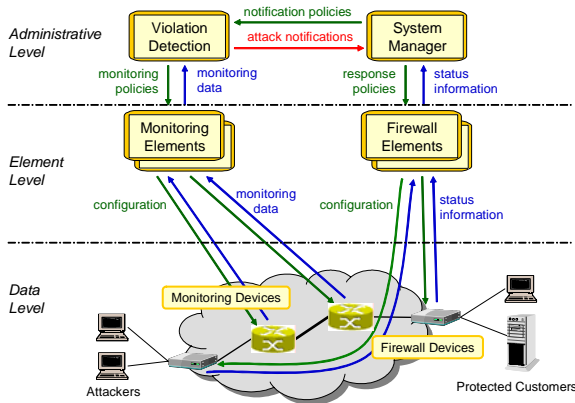 notification policies
Administrative
Level
Violation
Detection
attack notifications
System
Manager
monitoring
policies
monitoring
data
response
policies
status
information
Element
Level
Monitoring
Elements
Firewall
Elements
configuration
monitoring
data
configuration
status
information
Data
Level
Monitoring Devices
Firewall Devices
Attackers
Protected Customers